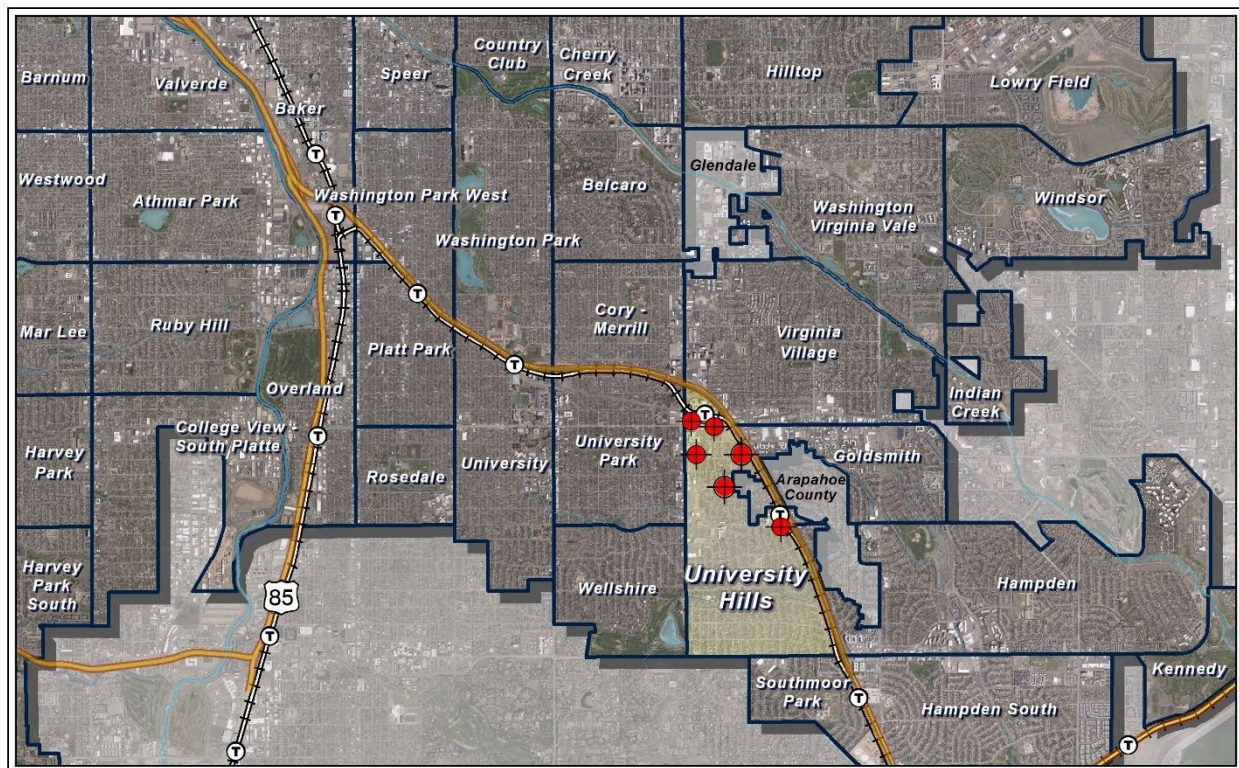 Country
Club
Cherry
Creek
Barnum
Valverde
Baker
Speer
Hilltop
Lowry Field
Westwood
Athmar Park
Washington Park West
Washington Park
Belcaro
Glendale
Washington
Virginia Vale
Windsor
Mar Lee
Ruby Hill
Platt Park
Cory -
Merrill
Virginia
Village
Overland
Indian
Creek
College View -
South Platte
Harvey
Park
Rosedale
University
University
Park
Goldsmith
Arapahoe
County
Harvey
Park
South
85
Wellshire
University
Hills
Hampden
Southmoor
Park
Hampden South
Kennedy
T
T
T
T
T
T
T
T
T
T
T